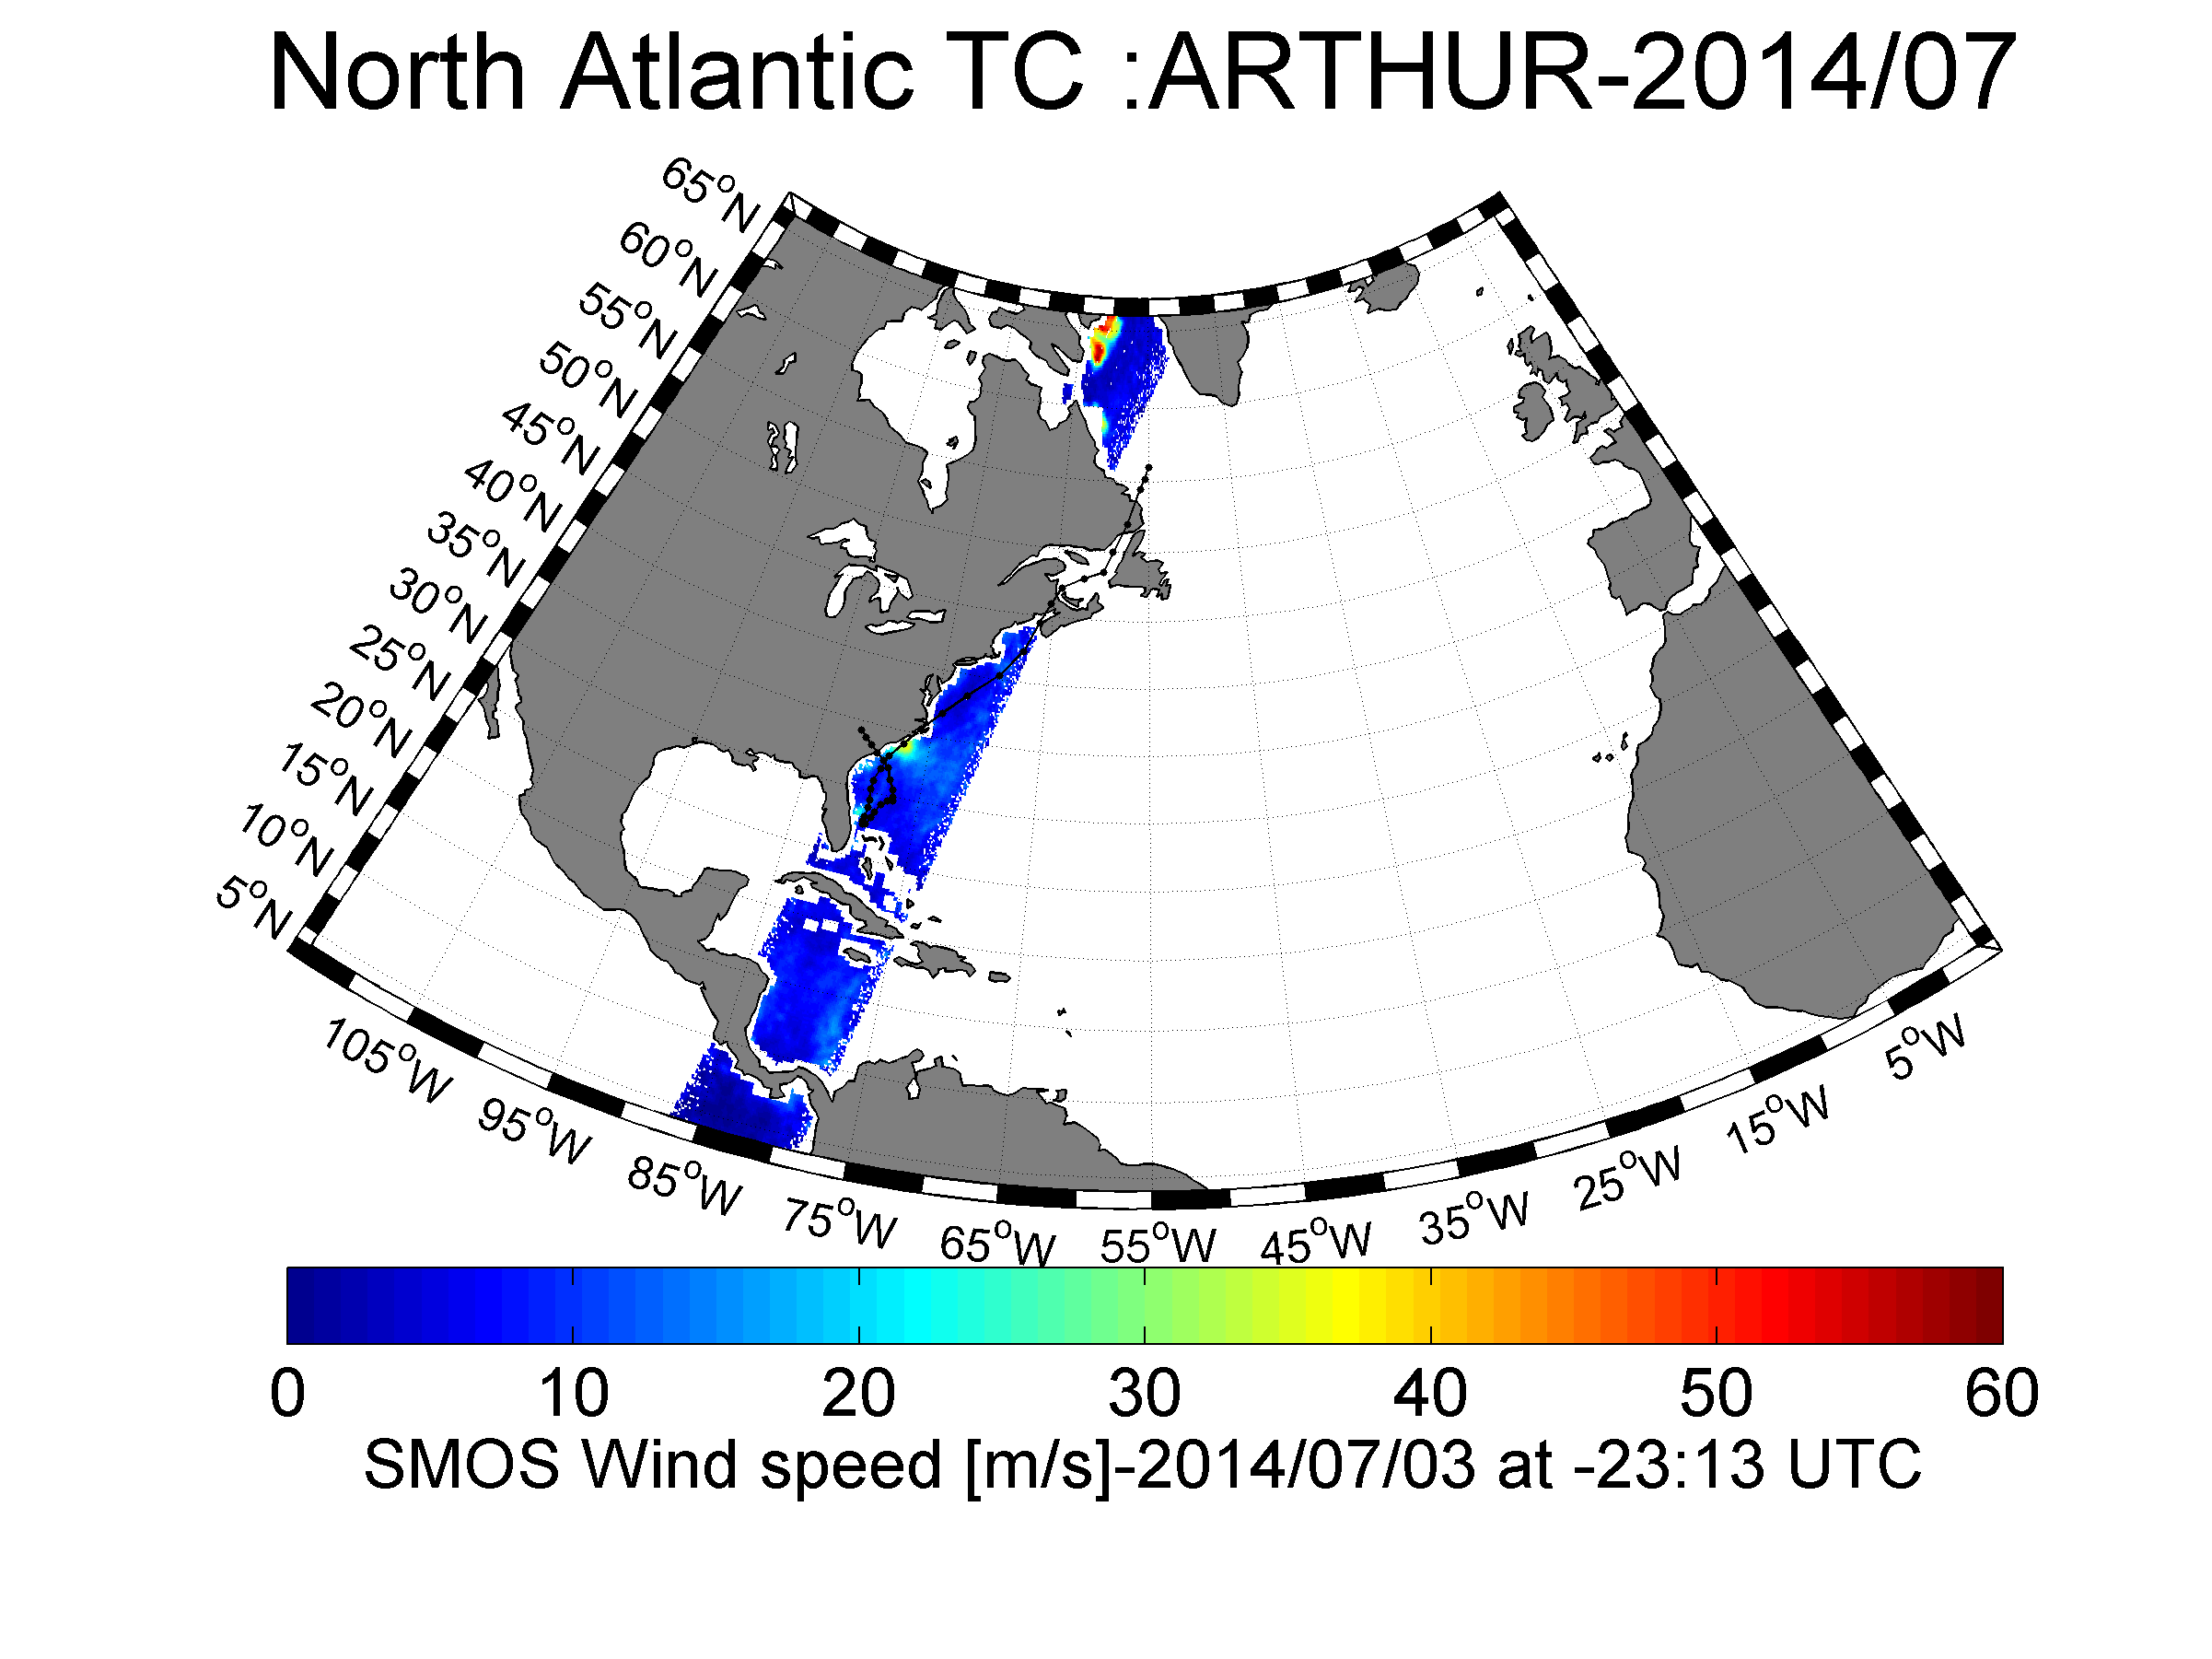 North Atlantic TC :ARTHUR-2014/07
65°N
60°N
55°N
50°N
45°N
40°N
35°N
30°N
25°N
20°N
15°N
10°N
5°N
105°W
95°W
85°W
75°W
65°W
55°W
45°W
35°W
25°W
15°W
5°W
0 10 20 30 40 50 60
SMOS Wind speed [m/s]-2014/07/03 at -23:13 UTC